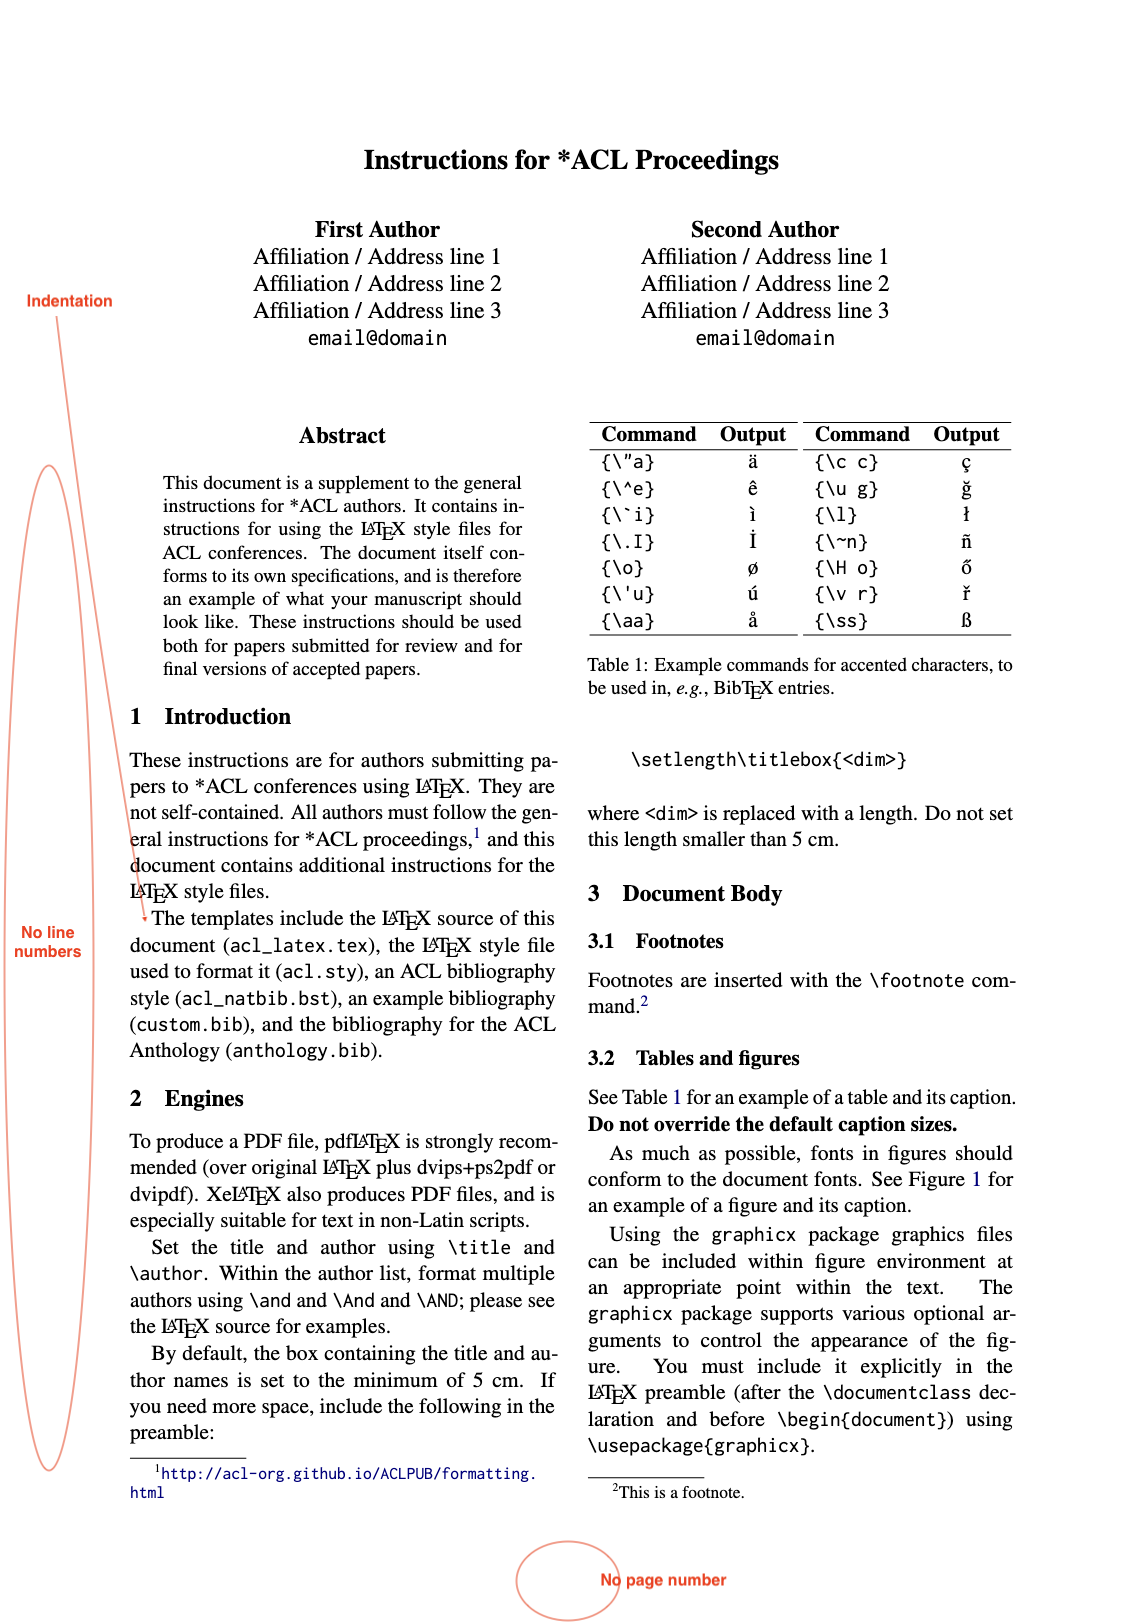 Instructions for *ACL Proceedings
First Author
Affiliation / Address line 1
Affiliation / Address line 2
Affiliation / Address line 3
email@domain
Second Author
Affiliation / Address line 1
Affiliation / Address line 2
Affiliation / Address line 3
email@domain
Indentation
No line
numbers
Abstract
This document is a supplement to the general
instructions for *ACL authors. It contains in-
structions for using the LATEX style files for
ACL conferences. The document itself con-
forms to its own specifications, and is therefore
an example of what your manuscript should
look like. These instructions should be used
both for papers submitted for review and for
final versions of accepted papers.
1 Introduction
These instructions are for authors submitting pa-
pers to *ACL conferences using LATEX. They are
not self-contained. All authors must follow the gen-
eral instructions for *ACL proceedings,1 and this
document contains additional instructions for the
LATEX style files.
The templates include the LATEX source of this
document (acl_latex.tex), the LATEX style file
used to format it (acl.sty), an ACL bibliography
style (acl_natbib.bst), an example bibliography
(custom.bib), and the bibliography for the ACL
Anthology (anthology.bib).
2 Engines
To produce a PDF file, pdfLATEX is strongly recom-
mended (over original LATEX plus dvips+ps2pdf or
dvipdf). XeLATEX also produces PDF files, and is
especially suitable for text in non-Latin scripts.
Set the title and author using \title and
\author. Within the author list, format multiple
authors using \and and \And and \AND; please see
the LATEX source for examples.
By default, the box containing the title and au-
thor names is set to the minimum of 5 cm. If
you need more space, include the following in the
preamble:
1http://acl-org.github.io/ACLPUB/formatting.
html
Command Output Command Output
{\"a} ä {\c c} ç
{\^e} ê {\u g} ğ
{\`i} ì {\l} ł
{\.I} İ {\~n} ñ
{\o} ø {\H o} ő
{\'u} ú {\v r} ř
{\aa} å {\ss} ß
Table 1: Example commands for accented characters, to
be used in, e.g., BibTEX entries.
\setlength\titlebox{<dim>}
where <dim> is replaced with a length. Do not set
this length smaller than 5 cm.
3 Document Body
3.1 Footnotes
Footnotes are inserted with the \footnote com-
mand.2
3.2 Tables and figures
See Table 1 for an example of a table and its caption.
Do not override the default caption sizes.
As much as possible, fonts in figures should
conform to the document fonts. See Figure 1 for
an example of a figure and its caption.
Using the graphicx package graphics files
can be included within figure environment at
an appropriate point within the text. The
graphicx package supports various optional ar-
guments to control the appearance of the fig-
ure. You must include it explicitly in the
LATEX preamble (after the \documentclass dec-
laration and before \begin{document}) using
\usepackage{graphicx}.
2This is a footnote.
No page number